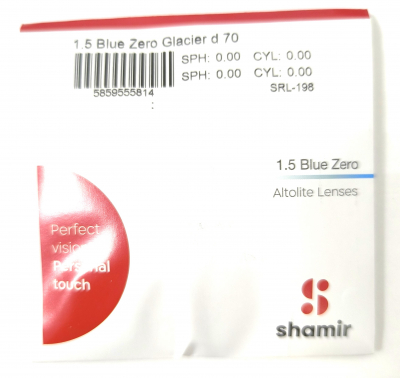 1.5 Blue Zero Glacier d 70
SPH: 0.00 CYL: 0.00
SPH: 0.00 CYL: 0.00
5859555814
SRL-198
:
1.5 Blue Zero
Altolite Lenses
Perfect
vision
Personal
touch
shamir